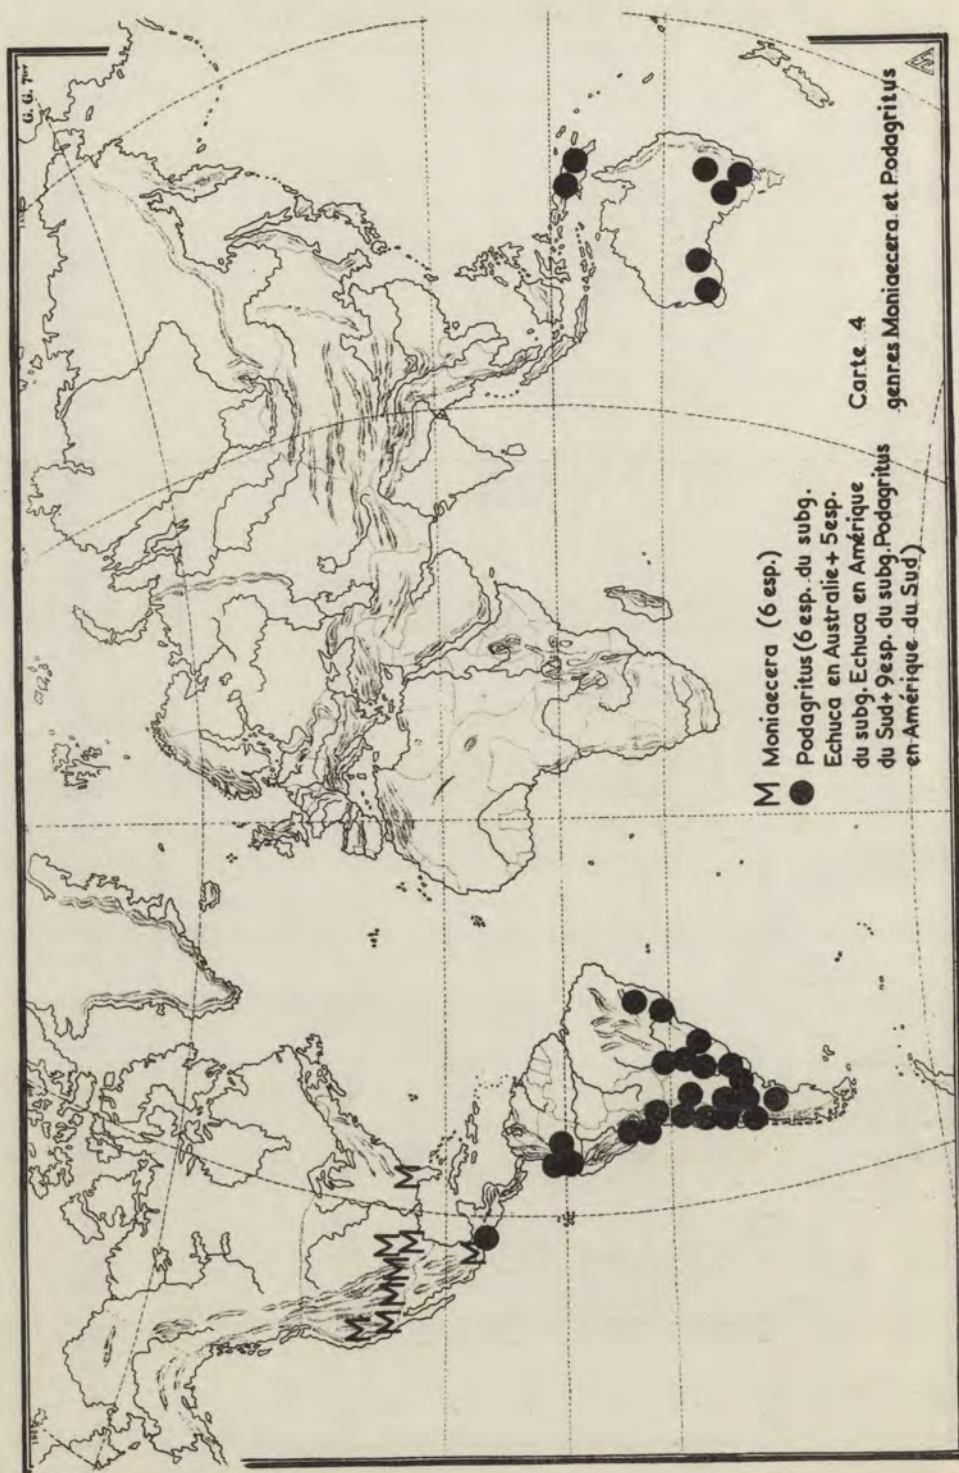 G. G. 7bis
M Moniaecera (6 esp.)
Podagritus (6 esp. du subg.
Echuca en Australie + 5 esp.
du subg. Echuca en Amérique
du Sud + 9 esp. du subg. Podagritus
en Amérique du Sud)
Carte 4
genres Moniaecera et Podagritus
M
M
M
M
M
M
M
M
M